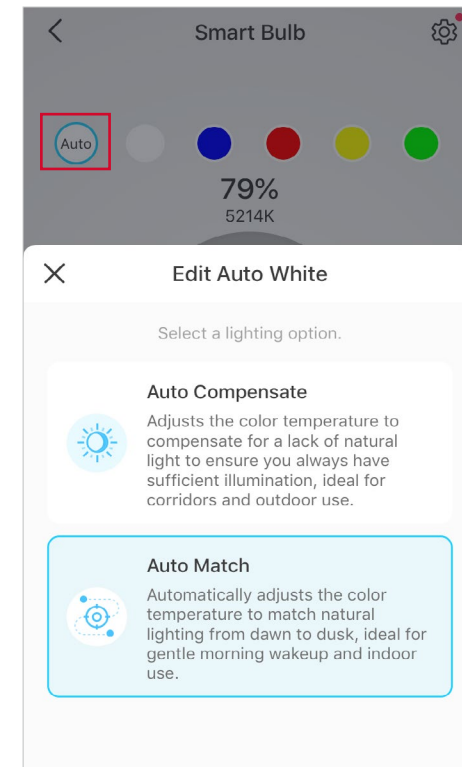 Smart Bulb
Auto
79%
5214K
Edit Auto White
Select a lighting option.
Auto Compensate
Adjusts the color temperature to
compensate for a lack of natural
light to ensure you always have
sufficient illumination, ideal for
corridors and outdoor use.
Auto Match
Automatically adjusts the color
temperature to match natural
lighting from dawn to dusk, ideal for
gentle morning wakeup and indoor
use.